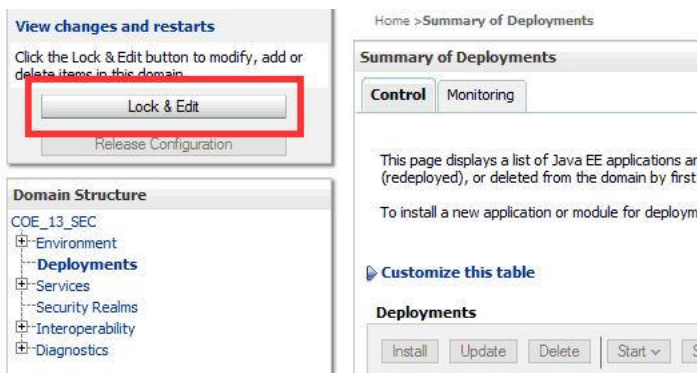 View changes and restarts
Click the Lock & Edit button to modify, add or
delete items in this domain.
Lock & Edit
Release Configuration
Domain Structure
COE_13_SEC
Environment
Deployments
Services
Security Realms
Interoperability
Diagnostics
Home >Summary of Deployments
Summary of Deployments
Control Monitoring
This page displays a list of Java EE applications
(redeployed), or deleted from the domain by first
To install a new application or module for
Customize this table
Deployments
Install Update Delete Start